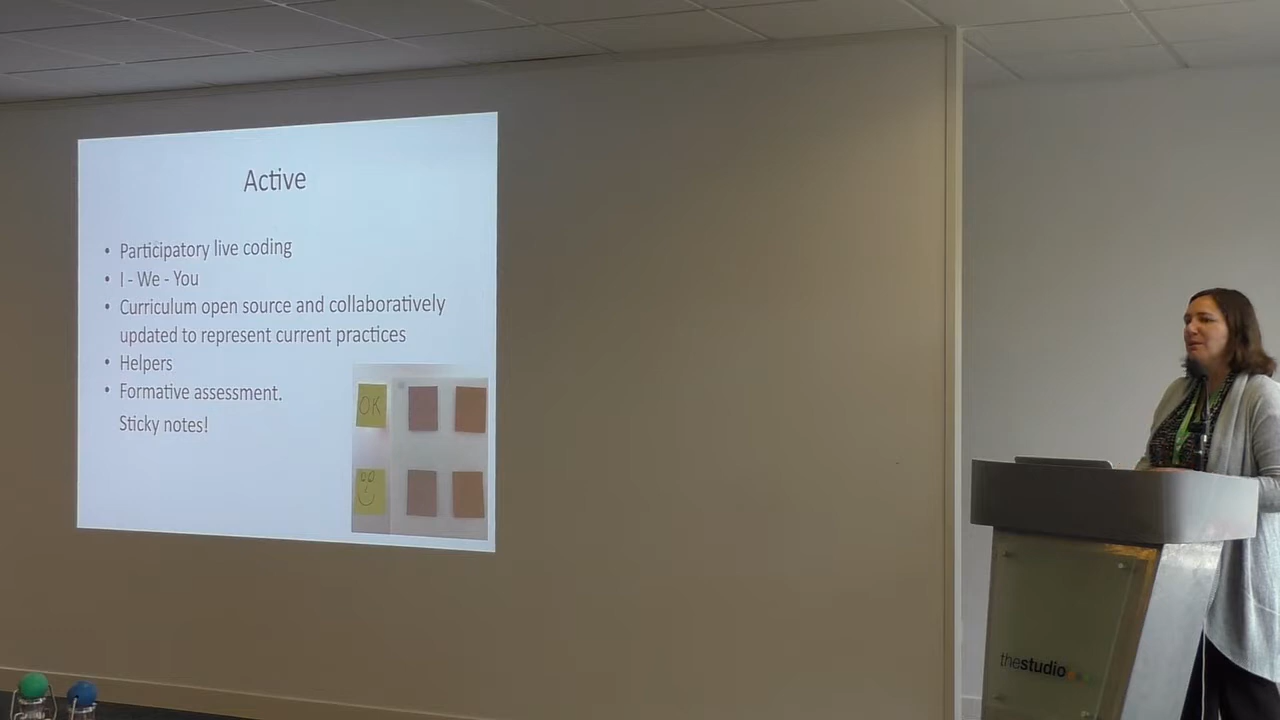 Active
• Participatory live coding
• I - We - You
• Curriculum open source and collaboratively
updated to represent current practices
• Helpers
• Formative assessment.
Sticky notes!
OK
thestudio